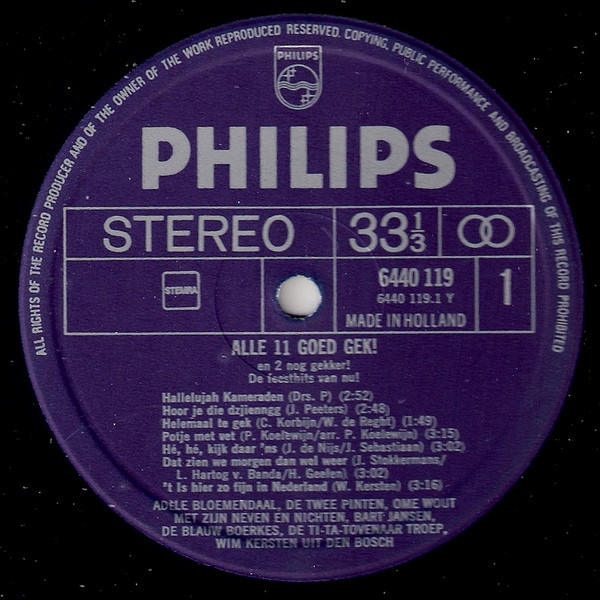 ALL RIGHTS OF THE RECORD PRODUCER AND OF THE OWNER OF THE WORK REPRODUCED RESERVED. COPYING, PUBLIC PERFORMANCE AND BROADCASTING OF THIS RECORD PROHIBITED
PHILIPS
PHILIPS
STEREO 33 1/3
STEMRA
6440 119 1
6440 119.1 Y
MADE IN HOLLAND
ALLE 11 GOED GEK!
en 2 nog gekker!
De feesthits van nu!
Hallelujah Kameraden (Drs. P) (2:52)
Hoor je die dzjienngg (J. Peeters) (2:48)
Helemaal te gek (C. Korbijn/W. de Reght) (1:49)
Potje met vet (P. Koelewijn/arr. P. Koelewijn) (3:15)
Hé, hé, kijk daar 'ns (J. de Nijs/J. Sebastiaan) (3:02)
Dat zien we morgen dan wel weer (J. Stokkermans/
L. Hartog v. Banda/H. Geelen) (3:02)
't Is hier zo fijn in Nederland (W. Kersten) (3:16)
ADELE BLOEMENDAAL, DE TWEE PINTEN, OME WOUT
MET ZIJN NEVEN EN NICHTEN, BART JANSEN,
DE BLAUW BOERKES, DE TI-TA-TOVENAAR TROEP,
WIM KERSTEN UIT DEN BOSCH